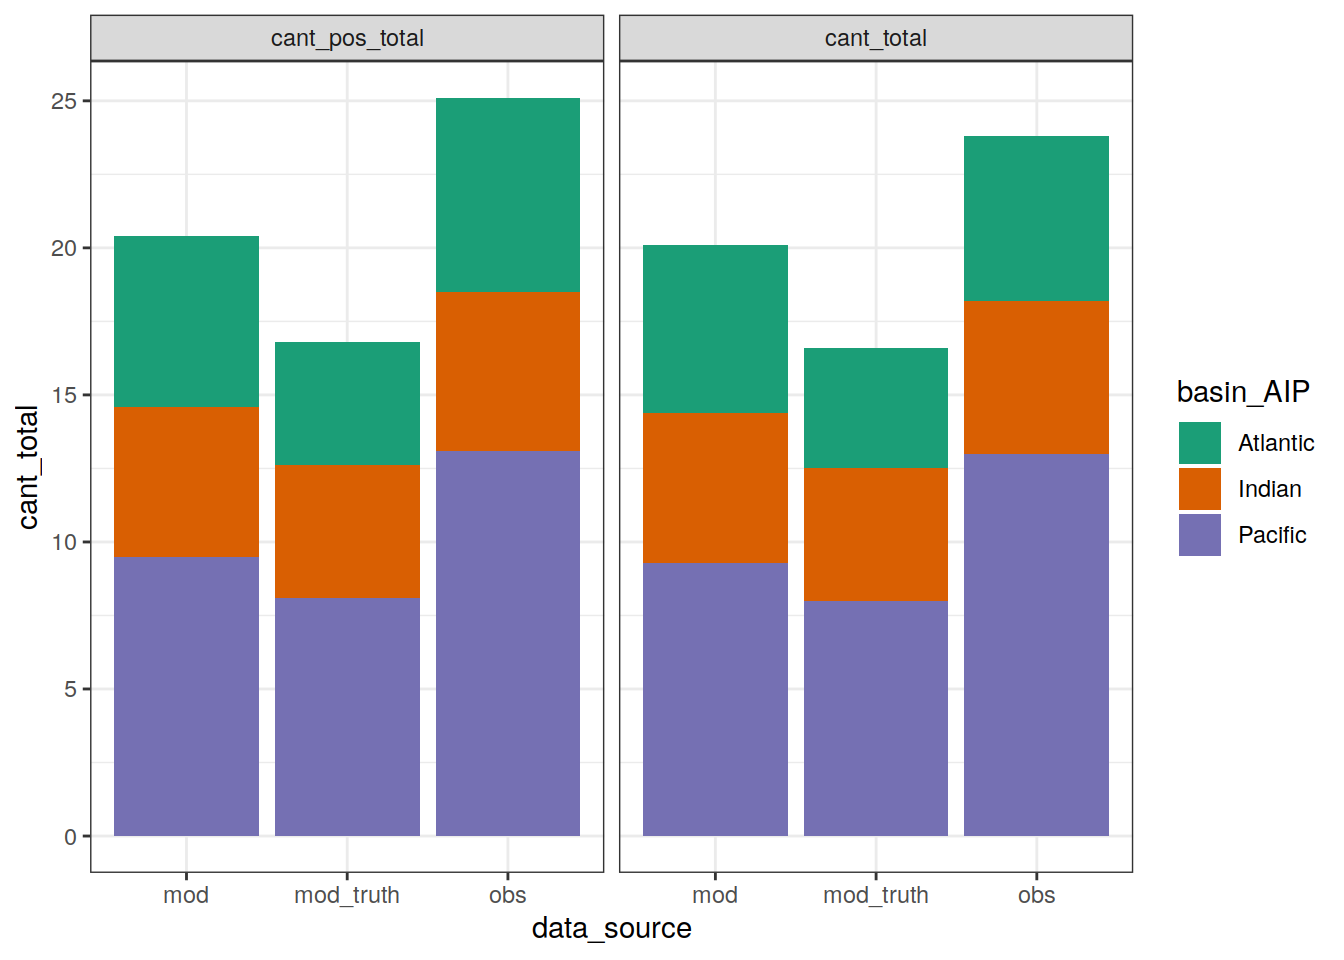 cant_pos_total
cant_total
25
20
15
10
5
0
cant_total
mod
mod_truth
obs
mod
mod_truth
obs
data_source
basin_AIP
Atlantic
Indian
Pacific